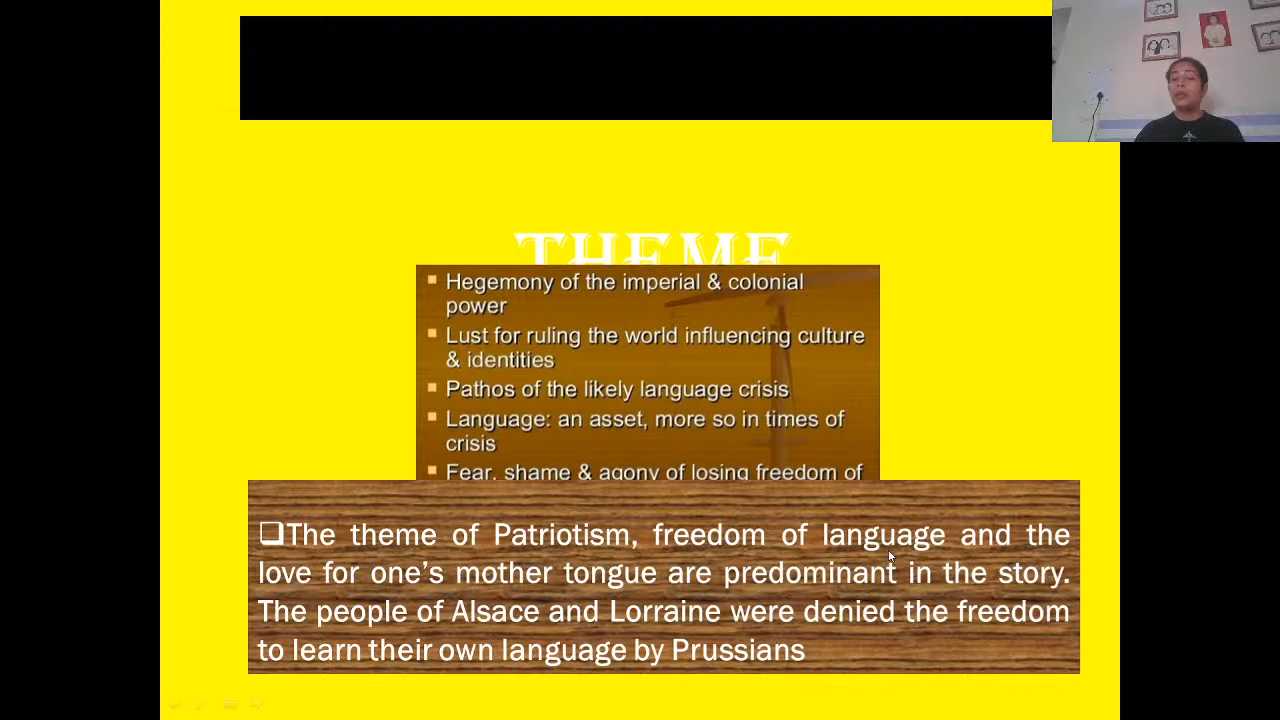 THEME
Hegemony of the imperial & colonial
power
Lust for ruling the world influencing culture
& identities
Pathos of the likely language crisis
Language: an asset, more so in times of
crisis
Fear, shame & agony of losing freedom of
❑The theme of Patriotism, freedom of language and the
love for one’s mother tongue are predominant in the story.
The people of Alsace and Lorraine were denied the freedom
to learn their own language by Prussians